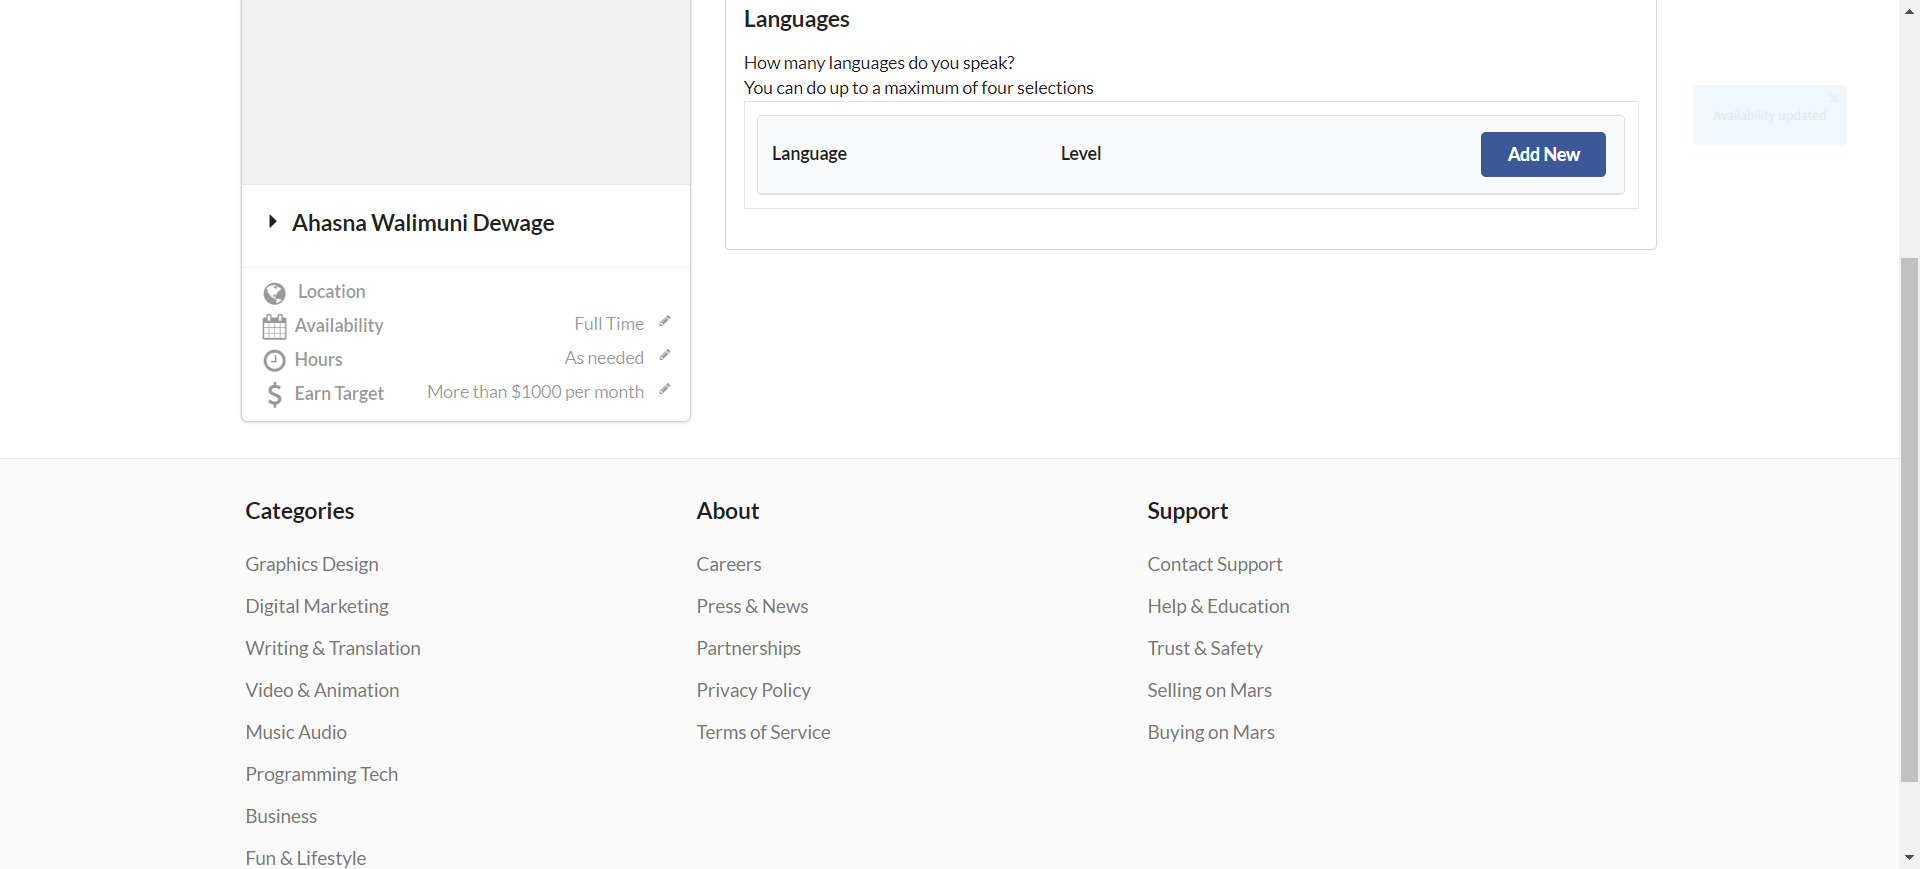 Languages
How many languages do you speak?
You can do up to a maximum of four selections
Language Level Add New
Availability updated
Ahasna Walimuni Dewage
Location
Availability Full Time
Hours As needed
Earn Target More than $1000 per month
Categories
Graphics Design
Digital Marketing
Writing & Translation
Video & Animation
Music Audio
Programming Tech
Business
Fun & Lifestyle
About
Careers
Press & News
Partnerships
Privacy Policy
Terms of Service
Support
Contact Support
Help & Education
Trust & Safety
Selling on Mars
Buying on Mars